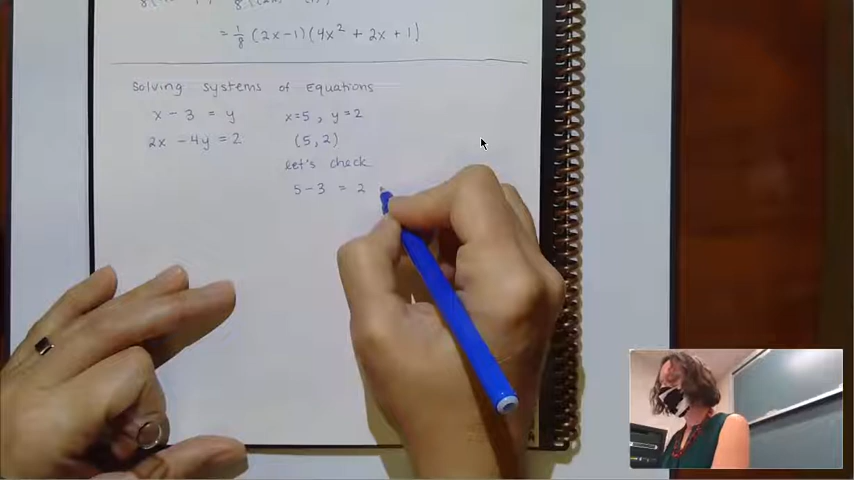 = 1/8 (2x-1)(4x² + 2x + 1)
Solving systems of Equations
x - 3 = y
2x - 4y = 2
x=5, y=2
(5, 2)
let's check
5-3 = 2